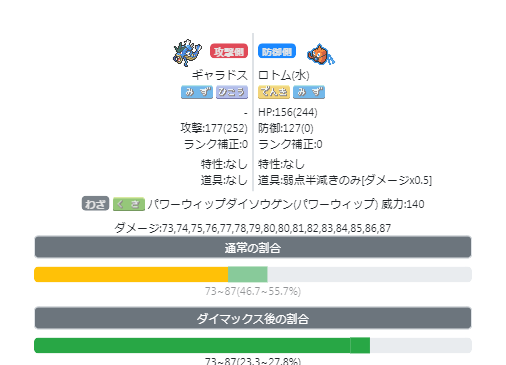 攻撃側 防御側
ギャラドス ロトム(水)
みず ひこう でんき みず
- HP:156(244)
攻撃:177(252) 防御:127(0)
ランク補正:0 ランク補正:0
特性:なし 特性:なし
道具:なし 道具:弱点半減きのみ[ダメージx0.5]
わざ くさ パワーウィップダイソウゲン(パワーウィップ) 威力:140
ダメージ:73,74,75,76,77,78,79,80,80,81,82,83,84,85,86,87
通常の割合
73~87(46.7~55.7%)
ダイマックス後の割合
73~87(23.3~27.8%)